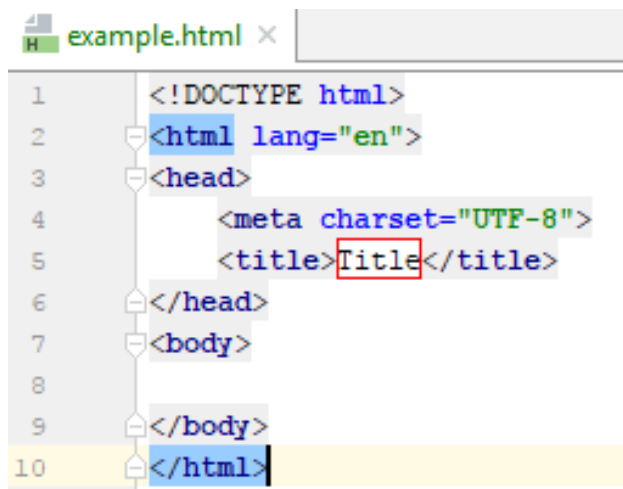 H example.html ×
1 <!DOCTYPE html>
2 <html lang="en">
3 <head>
4     <meta charset="UTF-8">
5     <title>Title</title>
6 </head>
7 <body>
8
9 </body>
10 </html>